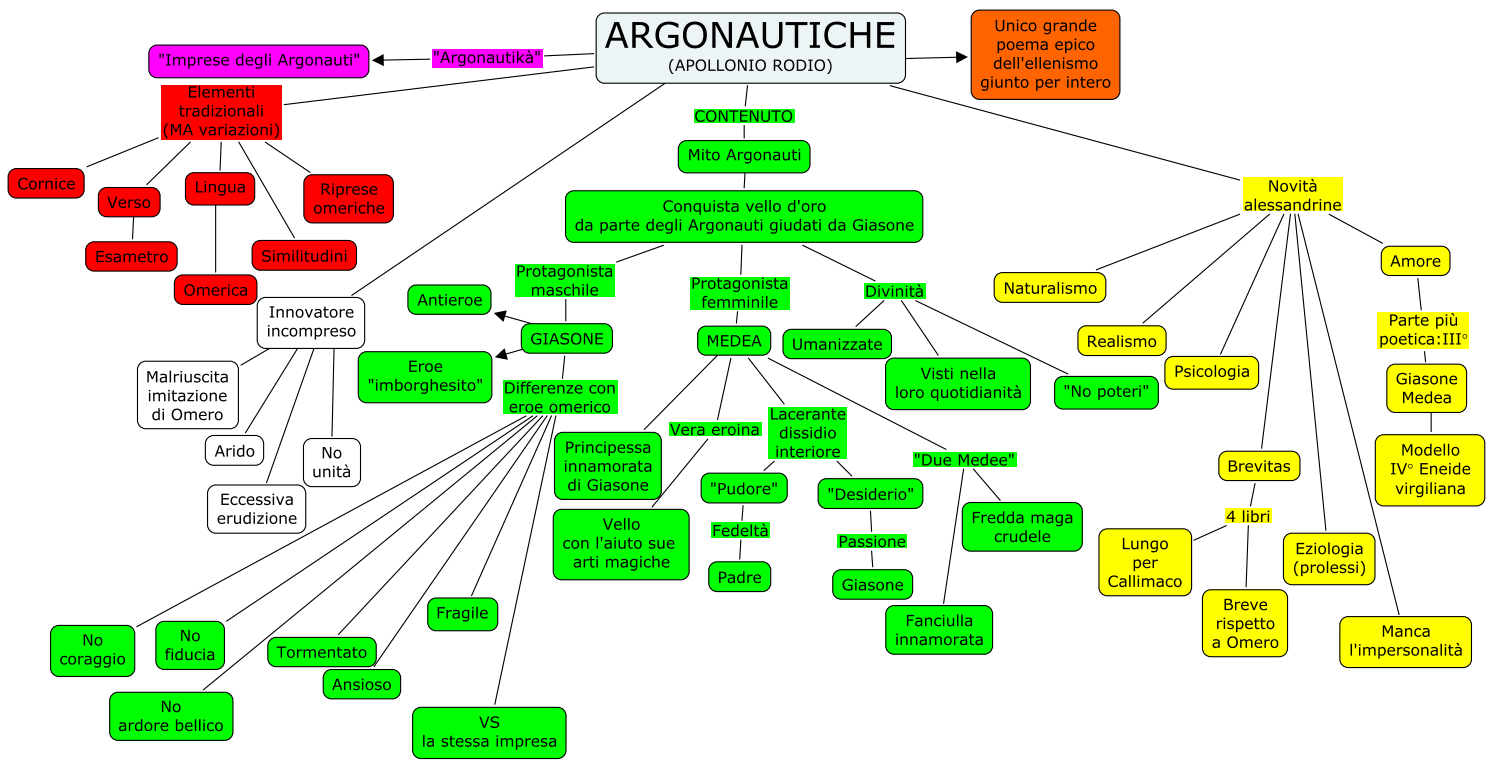 ARGONAUTICHE
(APOLLONIO RODIO)
"Argonautikà"
"Imprese degli Argonauti"
Unico grande
poema epico
dell'ellenismo
giunto per intero
Elementi
tradizionali
(MA variazioni)
Cornice
Verso
Esametro
Lingua
Omerica
Similitudini
Riprese
omeriche
Innovatore
incompreso
Malriuscita
imitazione
di Omero
Arido
Eccessiva
erudizione
No
unità
CONTENUTO
Mito Argonauti
Conquista vello d'oro
da parte degli Argonauti giudati da Giasone
Protagonista
maschile
GIASONE
Antieroe
Eroe
"imborghesito"
Differenze con
eroe omerico
No
coraggio
No
fiducia
No
ardore bellico
Tormentato
Ansioso
Fragile
VS
la stessa impresa
Protagonista
femminile
MEDEA
Principessa
innamorata
di Giasone
Vera eroina
Vello
con l'aiuto sue
arti magiche
Lacerante
dissidio
interiore
"Pudore"
Fedeltà
Padre
"Desiderio"
Passione
Giasone
"Due Medee"
Fredda maga
crudele
Fanciulla
innamorata
Divinità
Umanizzate
Visti nella
loro quotidianità
"No poteri"
Novità
alessandrine
Naturalismo
Realismo
Psicologia
Brevitas
4 libri
Lungo
per
Callimaco
Breve
rispetto
a Omero
Eziologia
(prolessi)
Manca
l'impersonalità
Amore
Parte più
poetica:III°
Giasone
Medea
Modello
IV° Eneide
virgiliana